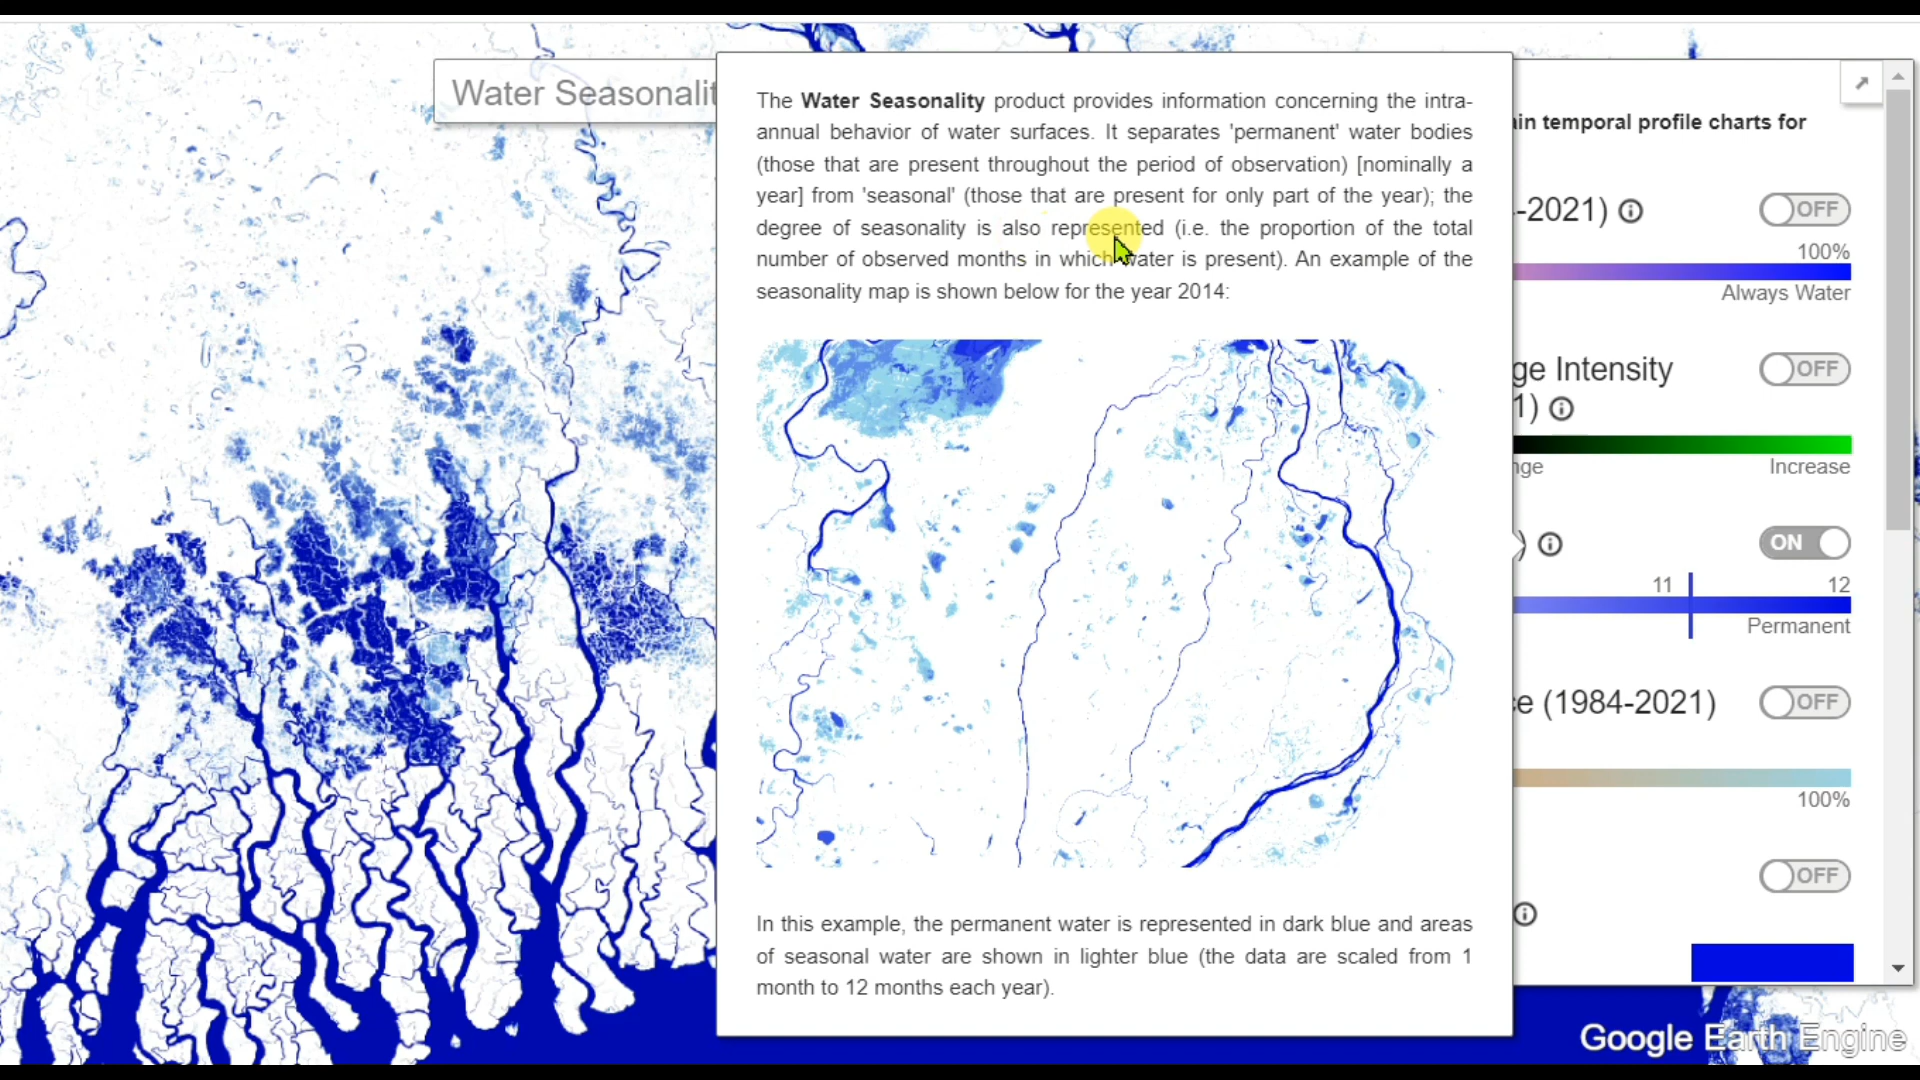 Water Seasonalit
The Water Seasonality product provides information concerning the intra-
annual behavior of water surfaces. It separates 'permanent' water bodies
(those that are present throughout the period of observation) [nominally a
year] from 'seasonal' (those that are present for only part of the year); the
degree of seasonality is also represented (i.e. the proportion of the total
number of observed months in which water is present). An example of the
seasonality map is shown below for the year 2014:
In this example, the permanent water is represented in dark blue and areas
of seasonal water are shown in lighter blue (the data are scaled from 1
month to 12 months each year).
ain temporal profile charts for
-2021) OFF
100%
Always Water
ge Intensity OFF
1)
nge Increase
) ON
11 12
Permanent
ce (1984-2021) OFF
100%
OFF
Google Earth Engine